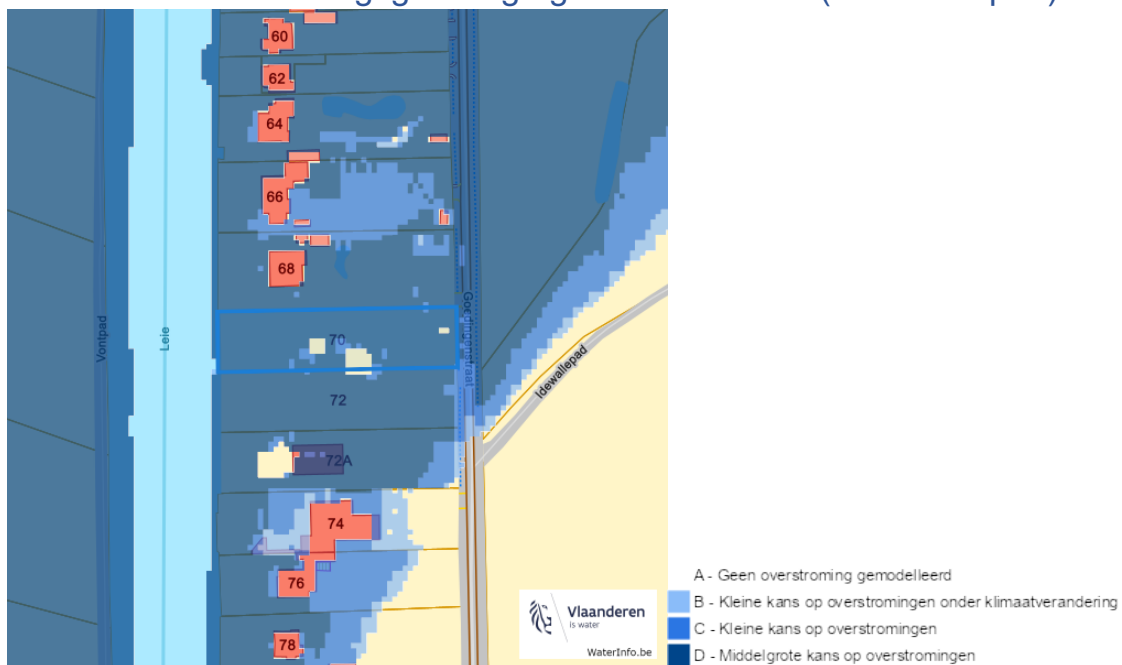 60
62
64
66
68
70
72
72A
74
76
78
Vontpad
Leie
Goedingenstraat
Idewallepad
Vlaanderen
is water
WaterInfo.be
A - Geen overstroming gemodelleerd
B - Kleine kans op overstromingen onder klimaatverandering
C - Kleine kans op overstromingen
D - Middelgrote kans op overstromingen